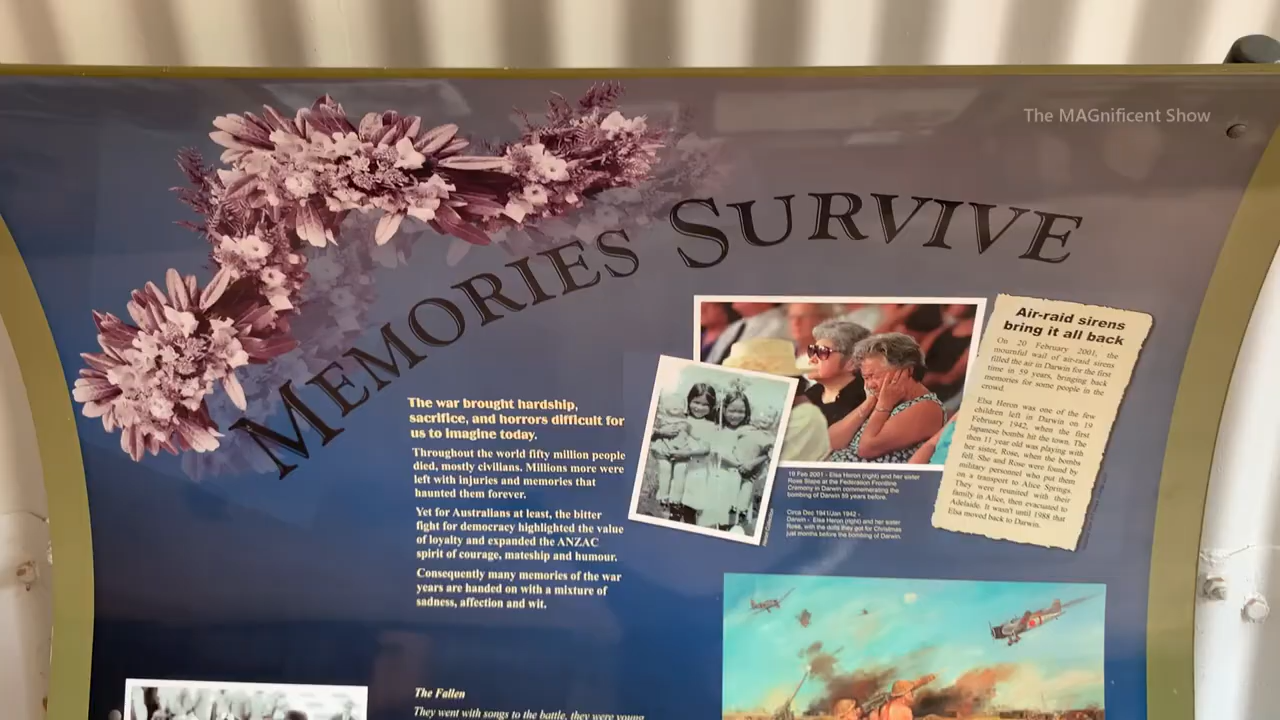 The MAGnificent Show
MEMORIES SURVIVE
The war brought hardship,
sacrifice, and horrors difficult for
us to imagine today.
Throughout the world fifty million people
died, mostly civilians. Millions more were
left with injuries and memories that
haunted them forever.
Yet for Australians at least, the bitter
fight for democracy highlighted the value
of loyalty and expanded the ANZAC
spirit of courage, mateship and humour.
Consequently many memories of the war
years are handed on with a mixture of
sadness, affection and wit.
The Fallen
They went with songs to the battle, they were young
19 Feb 2001 - Elsa Heron (right) and her sister
Rose Slape at the Federation Frontline
Cremony in Darwin commemorating the
bombing of Darwin 59 years before.
Circa Dec 1941/Jan 1942 -
Darwin - Elsa Heron (right) and her sister
Rose, with the dolls they got for Christmas
just months before the bombing of Darwin.
Air-raid sirens
bring it all back
On 20 February 2001, the
mournful wail of air-raid sirens
filled the air in Darwin for the first
time in 59 years, bringing back
memories for some people in the
crowd.
Elsa Heron was one of the few
children left in Darwin on 19
February 1942, when the first
Japanese bombs hit the town. The
then 11 year old was playing with
her sister, Rose, when the bombs
fell. She and Rose were found by
military personnel who put them
on a transport to Alice Springs.
They were reunited with their
family in Alice, then evacuated to
Adelaide. It wasn't until 1988 that
Elsa moved back to Darwin.